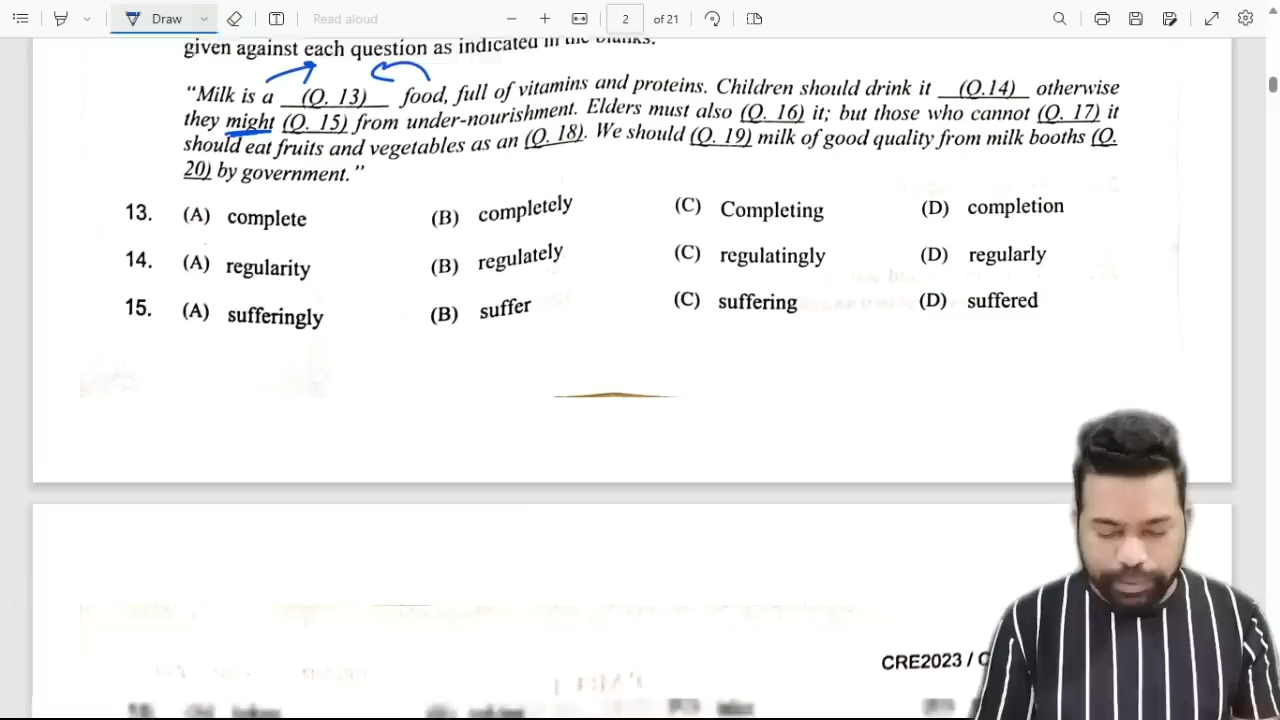 Draw
Read aloud
2
of 21
given against each question as indicated in the blanks.
"Milk is a (Q. 13) food, full of vitamins and proteins. Children should drink it (Q.14) otherwise
they might (Q. 15) from under-nourishment. Elders must also (Q. 16) it; but those who cannot (Q. 17) it
should eat fruits and vegetables as an (Q. 18). We should (Q. 19) milk of good quality from milk booths (Q.
20) by government."
13. (A) complete (B) completely (C) Completing (D) completion
14. (A) regularity (B) regulately (C) regulatingly (D) regularly
15. (A) sufferingly (B) suffer (C) suffering (D) suffered
CRE2023 /